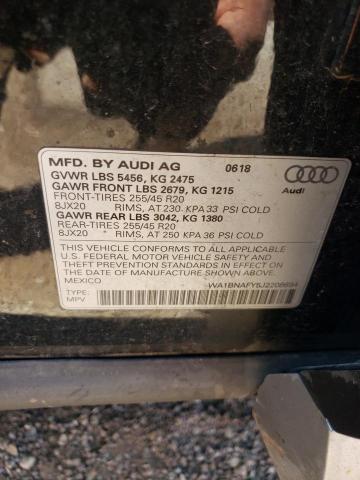 MFD. BY AUDI AG 0618
GVWR LBS 5456, KG 2475
GAWR FRONT LBS 2679, KG 1215
FRONT-TIRES 255/45 R20
8JX20 RIMS, AT 230 KPA 33 PSI COLD
GAWR REAR LBS 3042, KG 1380
REAR-TIRES 255/45 R20
8JX20 RIMS, AT 250 KPA 36 PSI COLD
THIS VEHICLE CONFORMS TO ALL APPLICABLE
U.S. FEDERAL MOTOR VEHICLE SAFETY AND
THEFT PREVENTION STANDARDS IN EFFECT
ON THE DATE OF MANUFACTURE SHOWN ABOVE.
MEXICO
TYPE:
MPV
WA1BNAFY5J2208694
Audi